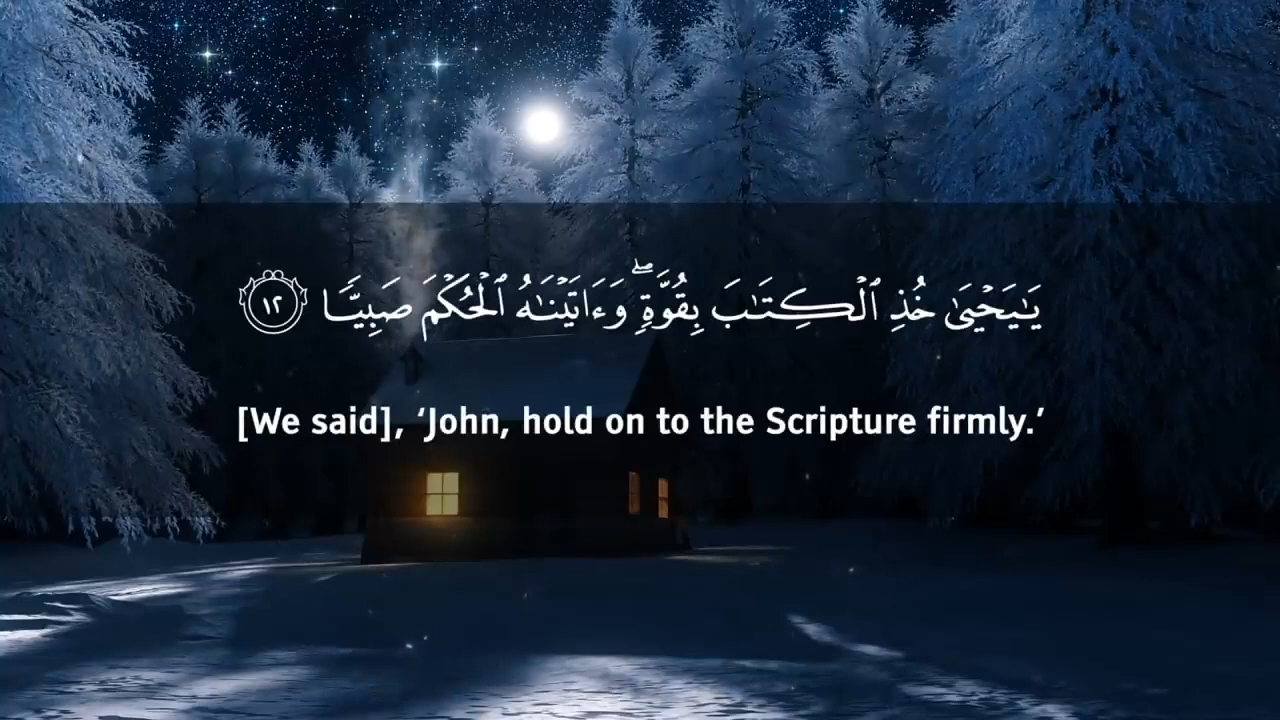 يَـٰيَحْيَىٰ خُذِ ٱلْكِتَـٰبَ بِقُوَّةٍۖ وَءَاتَيْنَـٰهُ ٱلْحُكْمَ صَبِيًّا ١٢
[We said], ‘John, hold on to the Scripture firmly.’